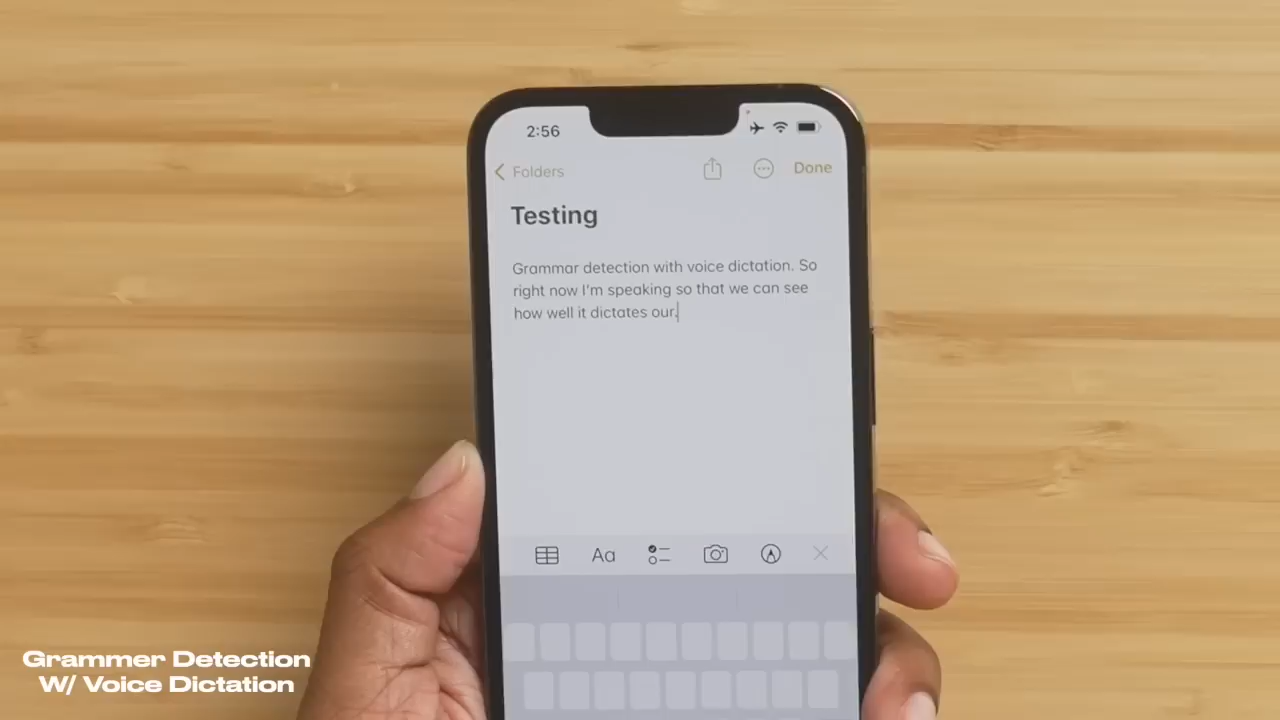 2:56
Folders
Done
Testing
Grammar detection with voice dictation. So
right now I'm speaking so that we can see
how well it dictates our.
Aa
Grammer Detection
W/ Voice Dictation